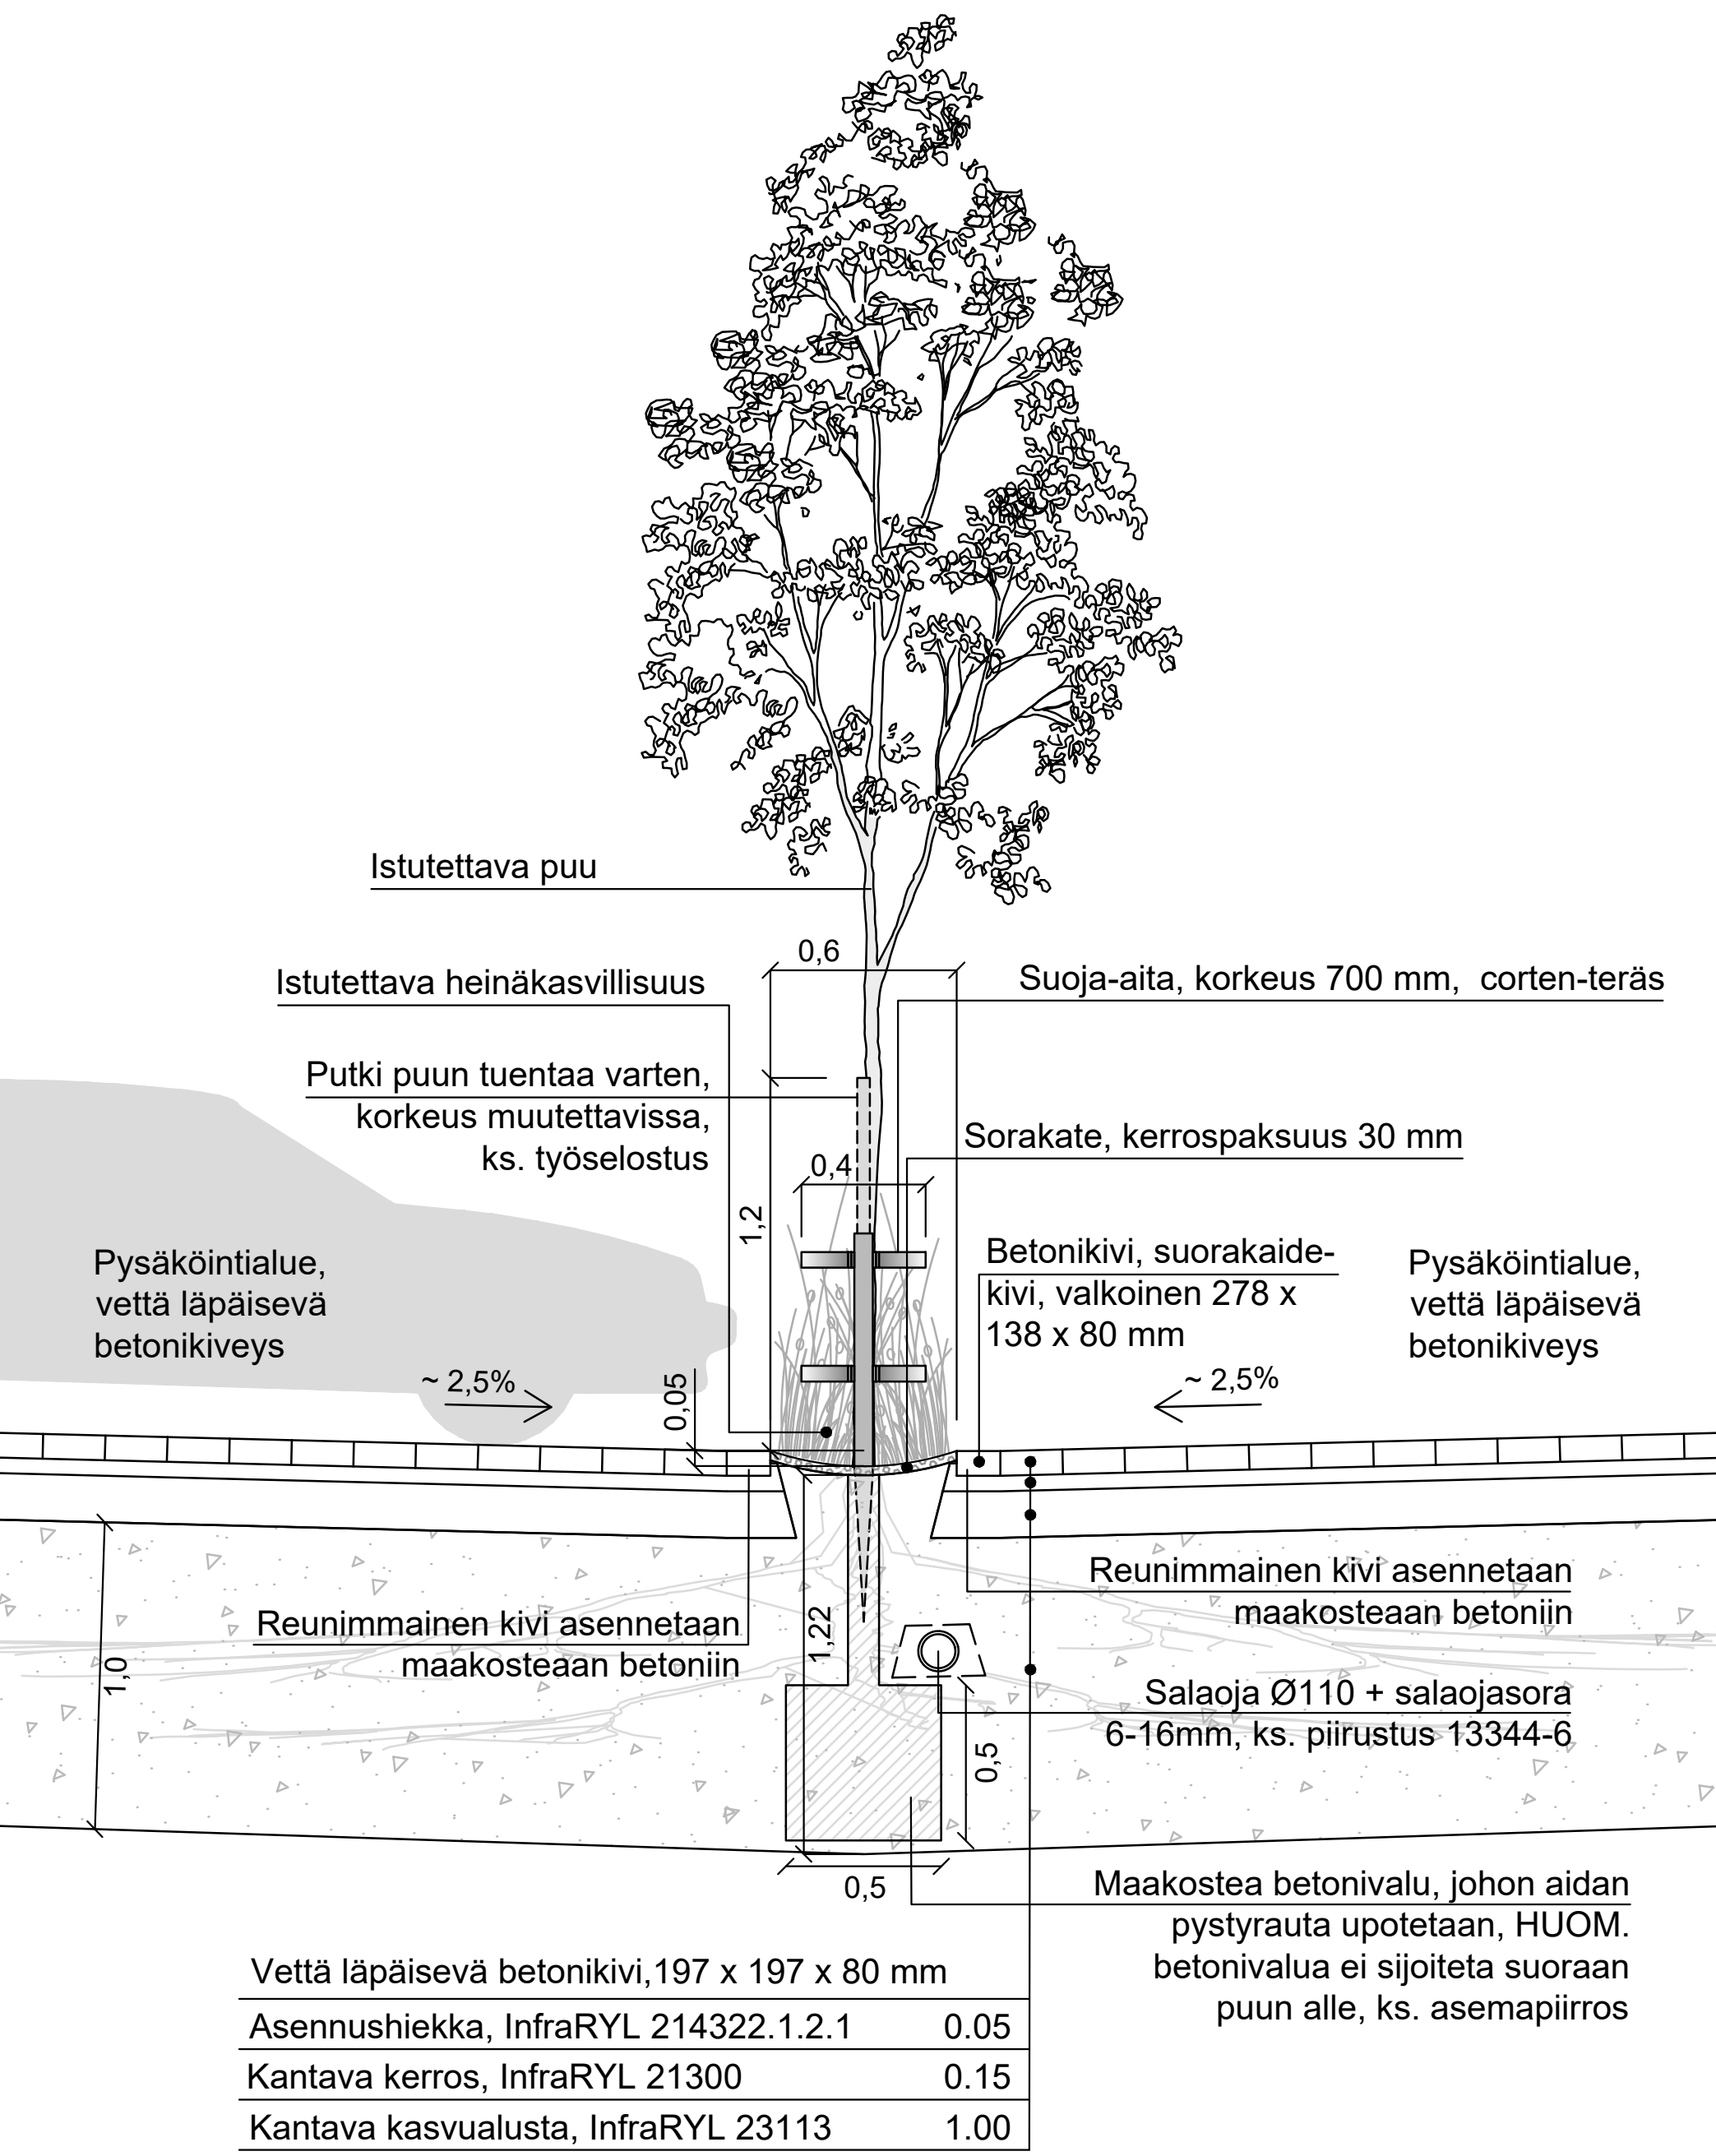 Istutettava puu
0,6
Istutettava heinäkasvillisuus
Suoja-aita, korkeus 700 mm, corten-teräs
Putki puun tuentaa varten,
korkeus muutettavissa,
ks. työselostus
Sorakate, kerrospaksuus 30 mm
0,4
1,2
Betonikivi, suorakaide-
kivi, valkoinen 278 x
138 x 80 mm
Pysäköintialue,
vettä läpäisevä
betonikiveys
Pysäköintialue,
vettä läpäisevä
betonikiveys
~ 2,5%
0,05
~ 2,5%
Reunimmainen kivi asennetaan
maakosteaan betoniin
Reunimmainen kivi asennetaan
maakosteaan betoniin
1,22
1,0
Salaoja Ø110 + salaojasora
6-16mm, ks. piirustus 13344-6
0,5
0,5
Maakostea betonivalu, johon aidan
pystyrauta upotetaan, HUOM.
betonivalua ei sijoiteta suoraan
puun alle, ks. asemapiirros
Vettä läpäisevä betonikivi,197 x 197 x 80 mm
Asennushiekka, InfraRYL 214322.1.2.1 0.05
Kantava kerros, InfraRYL 21300 0.15
Kantava kasvualusta, InfraRYL 23113 1.00